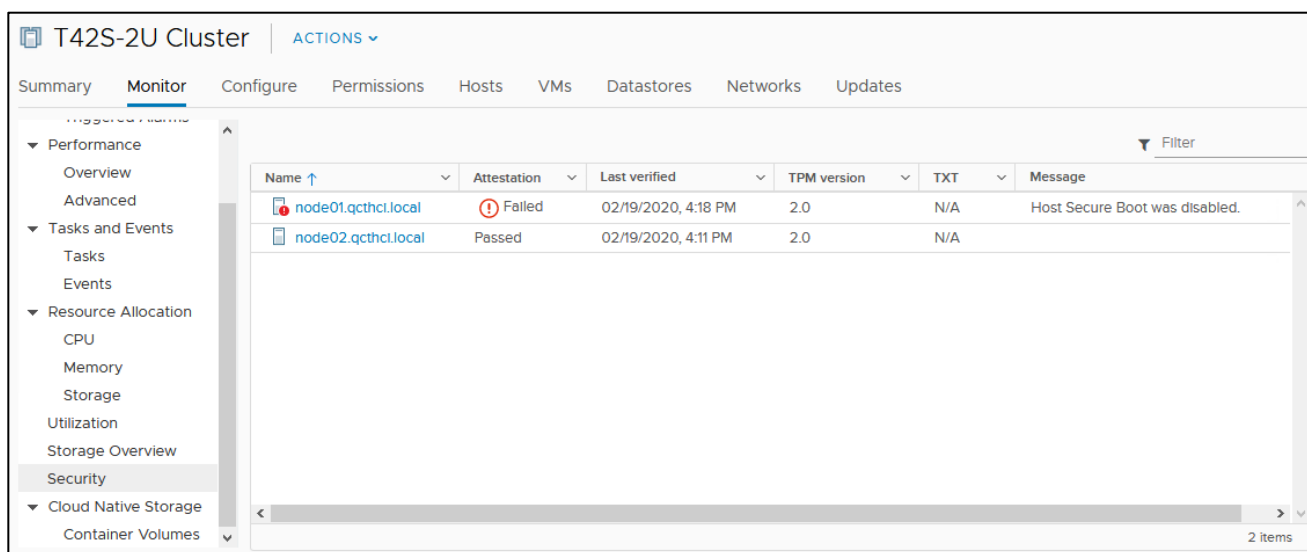 T42S-2U Cluster ACTIONS
Summary Monitor Configure Permissions Hosts VMs Datastores Networks Updates
Triggered Alarms
Performance
Overview
Advanced
Tasks and Events
Tasks
Events
Resource Allocation
CPU
Memory
Storage
Utilization
Storage Overview
Security
Cloud Native Storage
Container Volumes
Filter
Name ↑ Attestation Last verified TPM version TXT Message
node01.qcthci.local Failed 02/19/2020, 4:18 PM 2.0 N/A Host Secure Boot was disabled.
node02.qcthci.local Passed 02/19/2020, 4:11 PM 2.0 N/A
2 items